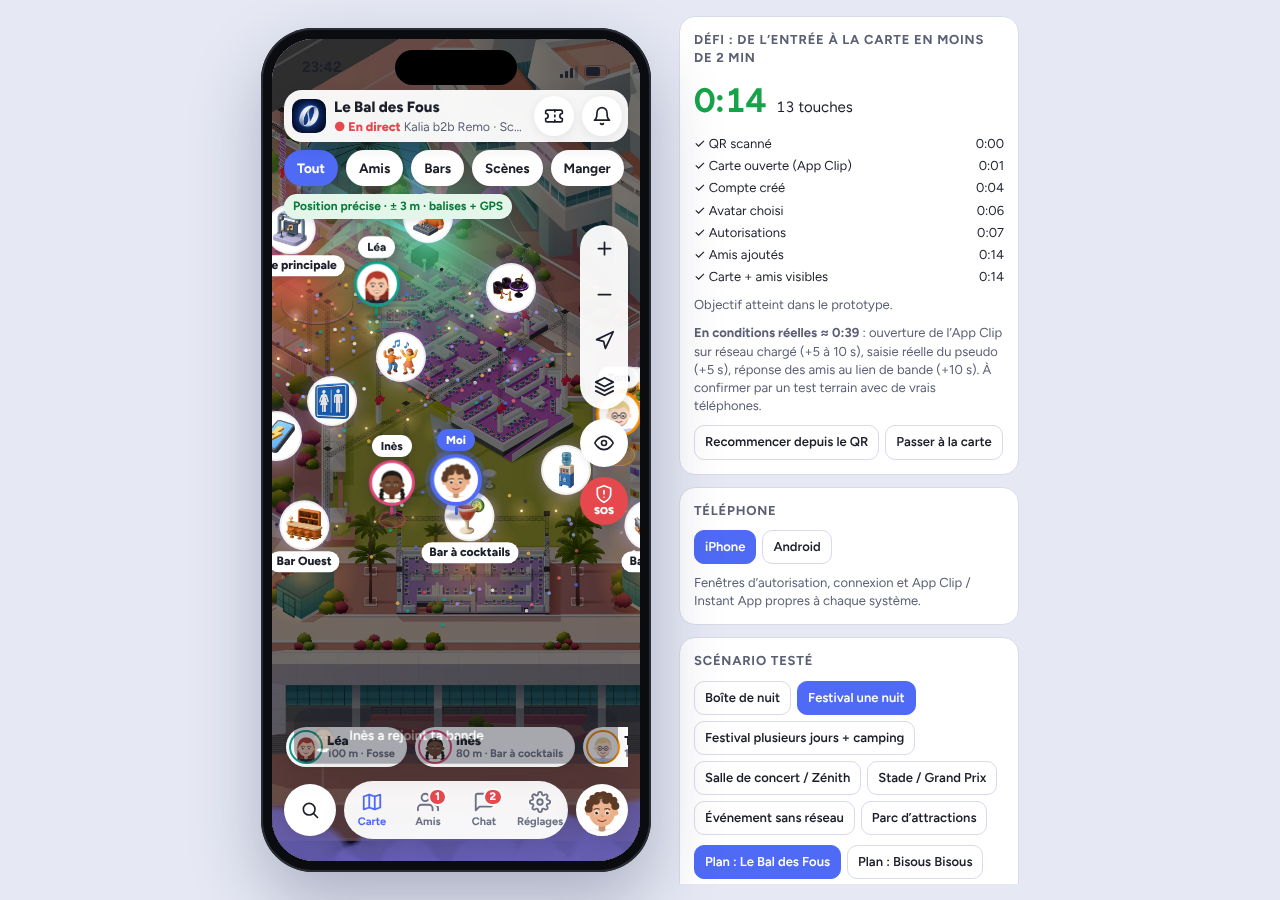 23:42
Le Bal des Fous
En direct Kalia b2b Remo · Sc...
Tout
Amis
Bars
Scènes
Manger
Position précise · ± 3 m · balises + GPS
Léa
e principale
Inès
Moi
SOS
Bar à cocktails
Bar Ouest
Ba
Inès a rejoint ta bande
Léa
100 m · Fosse
Inès
80 m · Bar à cocktails
1
2
Carte
Amis
Chat
Réglages
DÉFI : DE L'ENTRÉE À LA CARTE EN MOINS
DE 2 MIN
0:14 13 touches
✓ QR scanné 0:00
✓ Carte ouverte (App Clip) 0:01
✓ Compte créé 0:04
✓ Avatar choisi 0:06
✓ Autorisations 0:07
✓ Amis ajoutés 0:14
✓ Carte + amis visibles 0:14
Objectif atteint dans le prototype.
En conditions réelles ≈ 0:39 : ouverture de l'App Clip
sur réseau chargé (+5 à 10 s), saisie réelle du pseudo
(+5 s), réponse des amis au lien de bande (+10 s). À
confirmer par un test terrain avec de vrais
téléphones.
Recommencer depuis le QR
Passer à la carte
TÉLÉPHONE
iPhone
Android
Fenêtres d'autorisation, connexion et App Clip /
Instant App propres à chaque système.
SCÉNARIO TESTÉ
Boîte de nuit
Festival une nuit
Festival plusieurs jours + camping
Salle de concert / Zénith
Stade / Grand Prix
Événement sans réseau
Parc d'attractions
Plan : Le Bal des Fous
Plan : Bisous Bisous